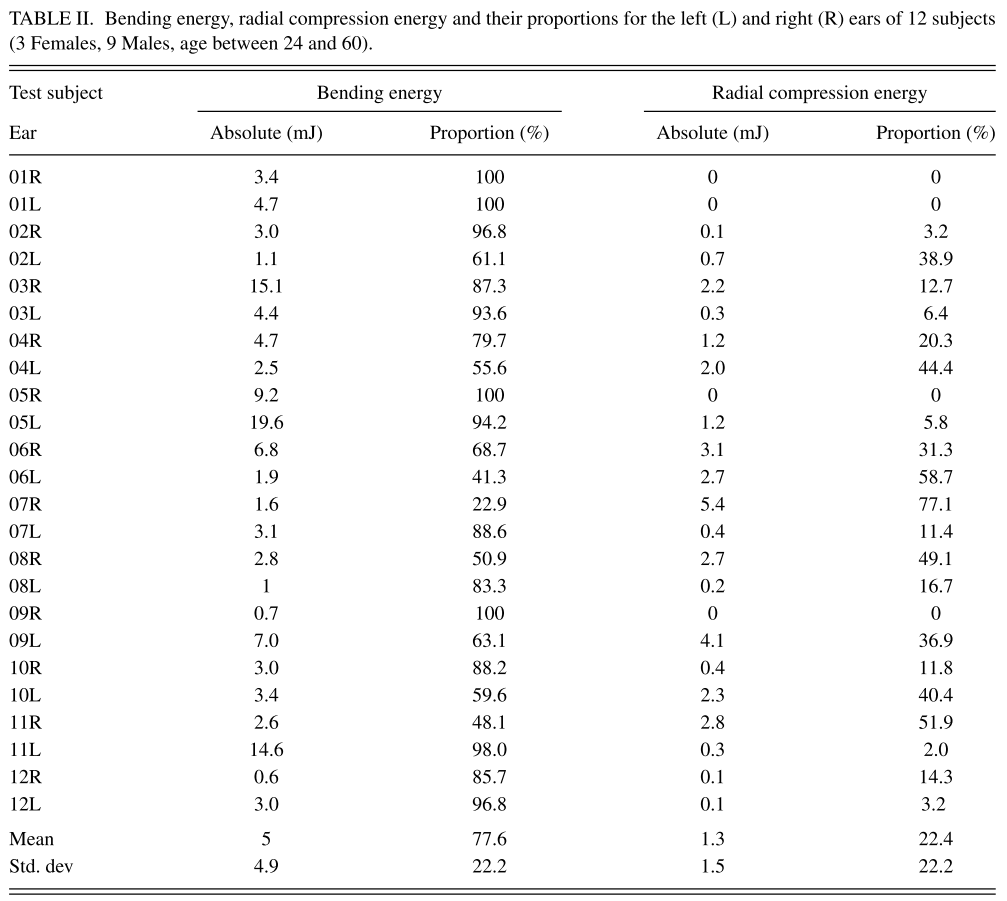 TABLE II. Bending energy, radial compression energy and their proportions for the left (L) and right (R) ears of 12 subjects
(3 Females, 9 Males, age between 24 and 60).
Test subject Bending energy Radial compression energy
Ear Absolute (mJ) Proportion (%) Absolute (mJ) Proportion (%)
01R 3.4 100 0 0
01L 4.7 100 0 0
02R 3.0 96.8 0.1 3.2
02L 1.1 61.1 0.7 38.9
03R 15.1 87.3 2.2 12.7
03L 4.4 93.6 0.3 6.4
04R 4.7 79.7 1.2 20.3
04L 2.5 55.6 2.0 44.4
05R 9.2 100 0 0
05L 19.6 94.2 1.2 5.8
06R 6.8 68.7 3.1 31.3
06L 1.9 41.3 2.7 58.7
07R 1.6 22.9 5.4 77.1
07L 3.1 88.6 0.4 11.4
08R 2.8 50.9 2.7 49.1
08L 1 83.3 0.2 16.7
09R 0.7 100 0 0
09L 7.0 63.1 4.1 36.9
10R 3.0 88.2 0.4 11.8
10L 3.4 59.6 2.3 40.4
11R 2.6 48.1 2.8 51.9
11L 14.6 98.0 0.3 2.0
12R 0.6 85.7 0.1 14.3
12L 3.0 96.8 0.1 3.2
Mean 5 77.6 1.3 22.4
Std. dev 4.9 22.2 1.5 22.2